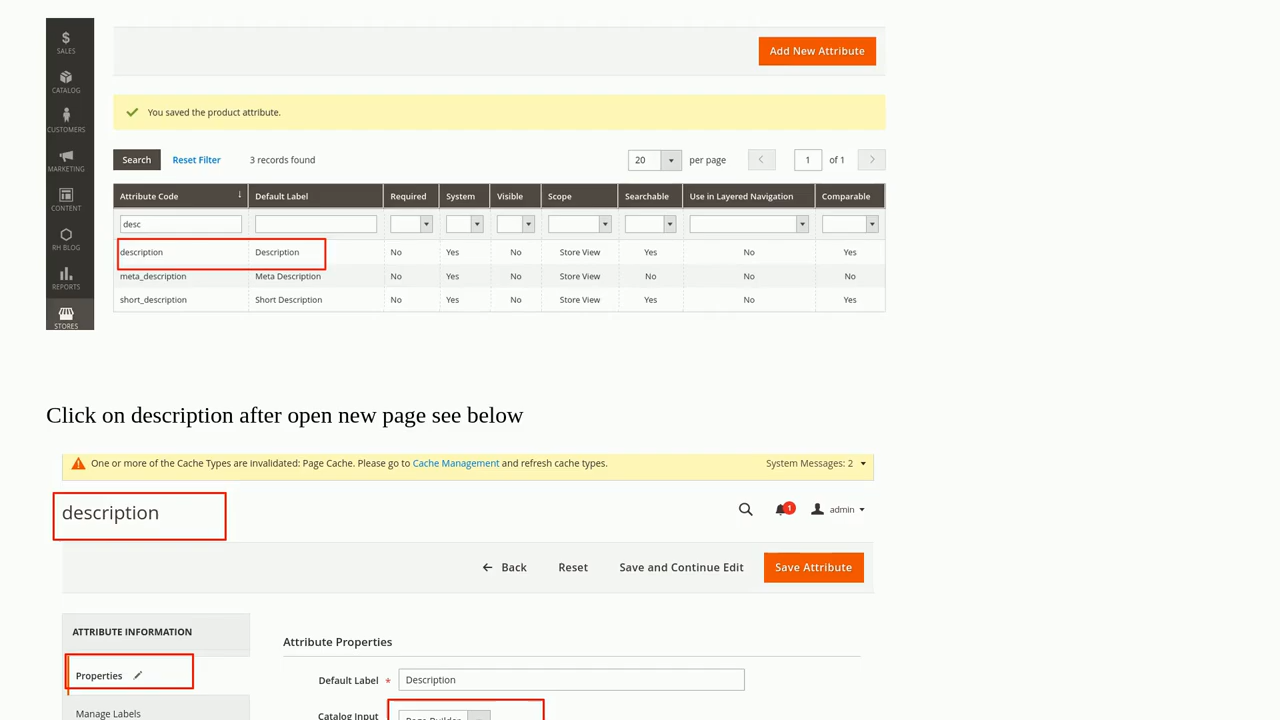 SALES
CATALOG
CUSTOMERS
MARKETING
CONTENT
RH BLOG
REPORTS
STORES
Add New Attribute
You saved the product attribute.
Search Reset Filter 3 records found 20 per page 1 of 1
Attribute Code ↓ Default Label Required System Visible Scope Searchable Use in Layered Navigation Comparable
desc
description Description No Yes No Store View Yes No Yes
meta_description Meta Description No Yes No Store View No No No
short_description Short Description No Yes No Store View Yes No Yes
Click on description after open new page see below
One or more of the Cache Types are invalidated: Page Cache. Please go to Cache Management and refresh cache types. System Messages: 2
description 1 admin
Back Reset Save and Continue Edit Save Attribute
ATTRIBUTE INFORMATION
Properties
Manage Labels
Attribute Properties
Default Label * Description
Catalog Input Page Builder